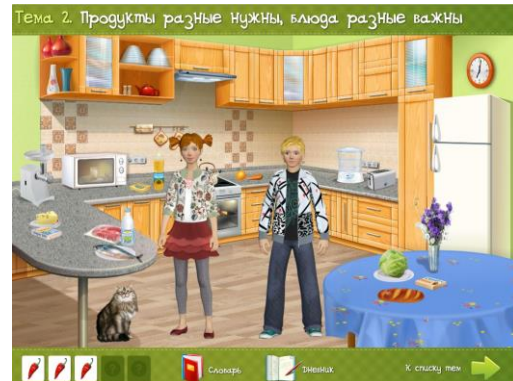 Тема 2. Продукты разные нужны, блюда разные важны
Словарь
Дневник
К списку тем